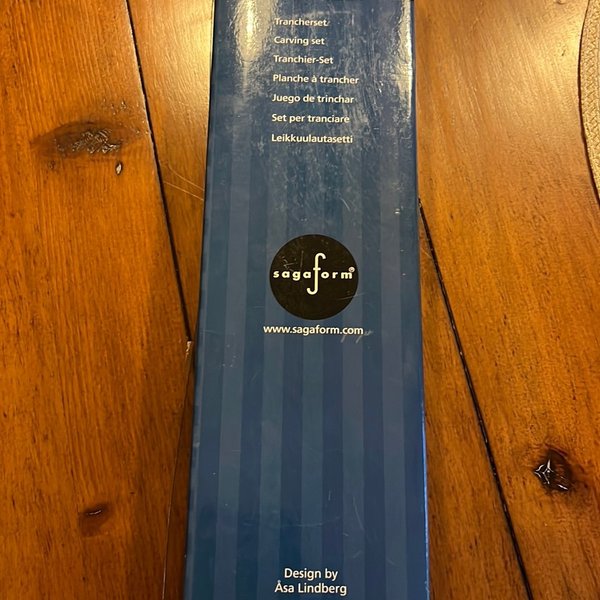 Trancherset
Carving set
Tranchier-Set
Planche à trancher
Juego de trinchar
Set per tranciare
Leikkuulautasetti
sagaform®
www.sagaform.com
Design by
Åsa Lindberg